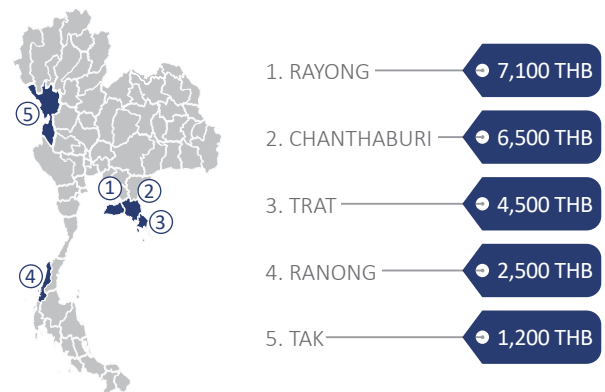 1. RAYONG 7,100 THB
2. CHANTHABURI 6,500 THB
3. TRAT 4,500 THB
4. RANONG 2,500 THB
5. TAK 1,200 THB
5
1 2
3
4